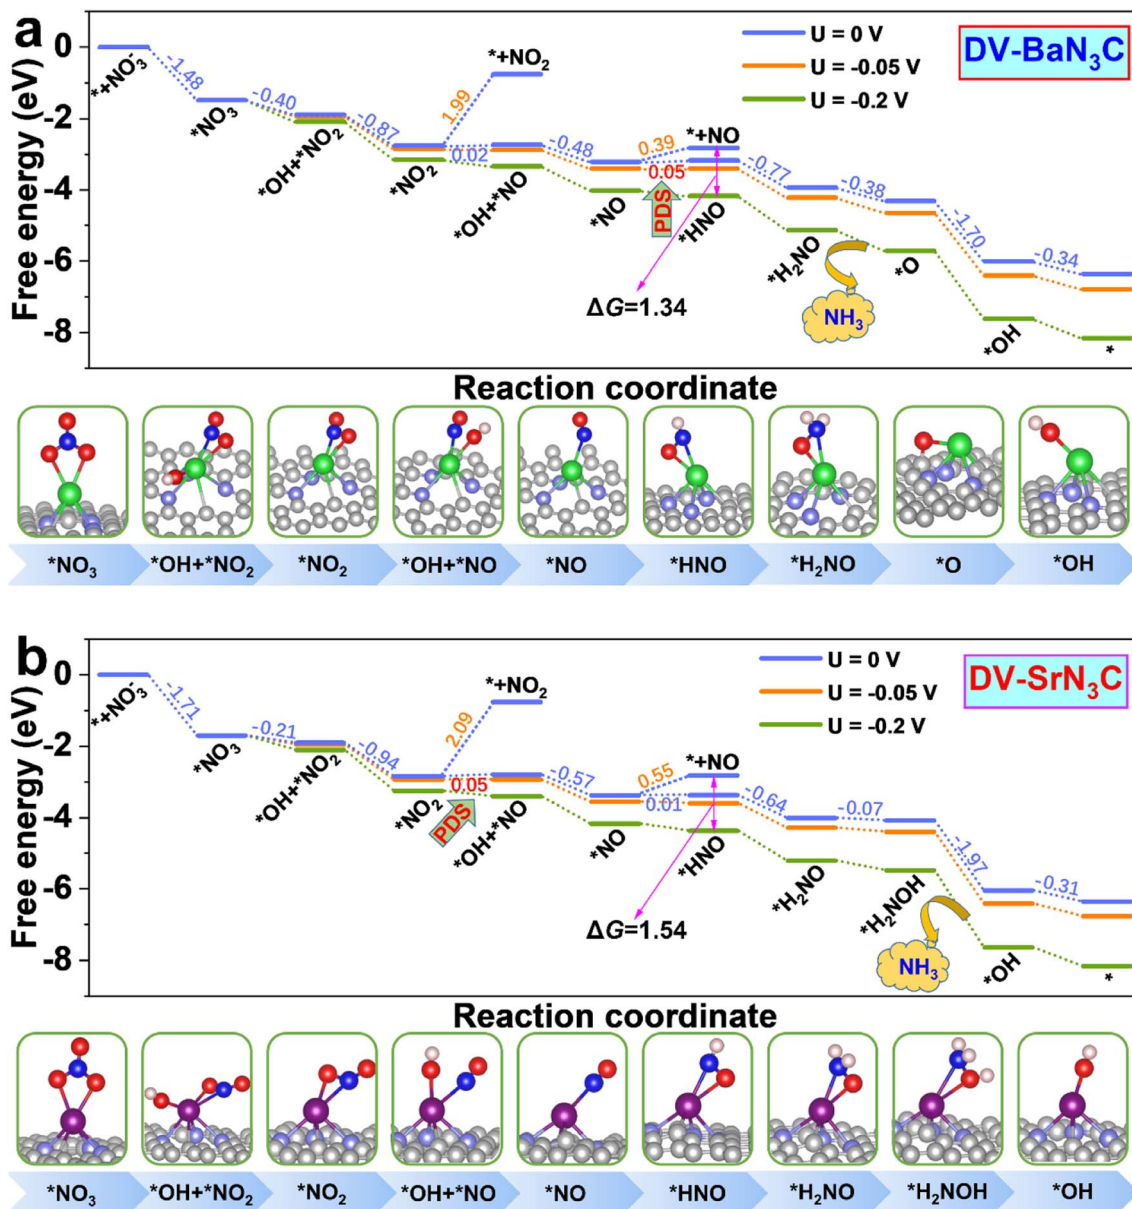 a
Free energy (eV)
0
-2
-4
-6
-8
U = 0 V
U = -0.05 V
U = -0.2 V
DV-BaN₃C
*+NO₃⁻
-1.48
*NO₃
-0.40
*OH+*NO₂
-0.87
*NO₂
1.99
*+NO₂
0.02
*OH+*NO
-0.48
*NO
0.39
*+NO
0.05
PDS
*HNO
ΔG=1.34
-0.77
*H₂NO
-0.38
NH₃
*O
-1.70
*OH
-0.34
*
Reaction coordinate
*NO₃ *OH+*NO₂ *NO₂ *OH+*NO *NO *HNO *H₂NO *O *OH
b
Free energy (eV)
0
-2
-4
-6
-8
U = 0 V
U = -0.05 V
U = -0.2 V
DV-SrN₃C
*+NO₃⁻
-1.71
*NO₃
-0.21
*OH+*NO₂
-0.94
*NO₂
2.09
*+NO₂
0.05
PDS
*OH+*NO
-0.57
*NO
0.55
*+NO
0.01
*HNO
ΔG=1.54
-0.64
*H₂NO
-0.07
*H₂NOH
NH₃
-1.97
*OH
-0.31
*
Reaction coordinate
*NO₃ *OH+*NO₂ *NO₂ *OH+*NO *NO *HNO *H₂NO *H₂NOH *OH